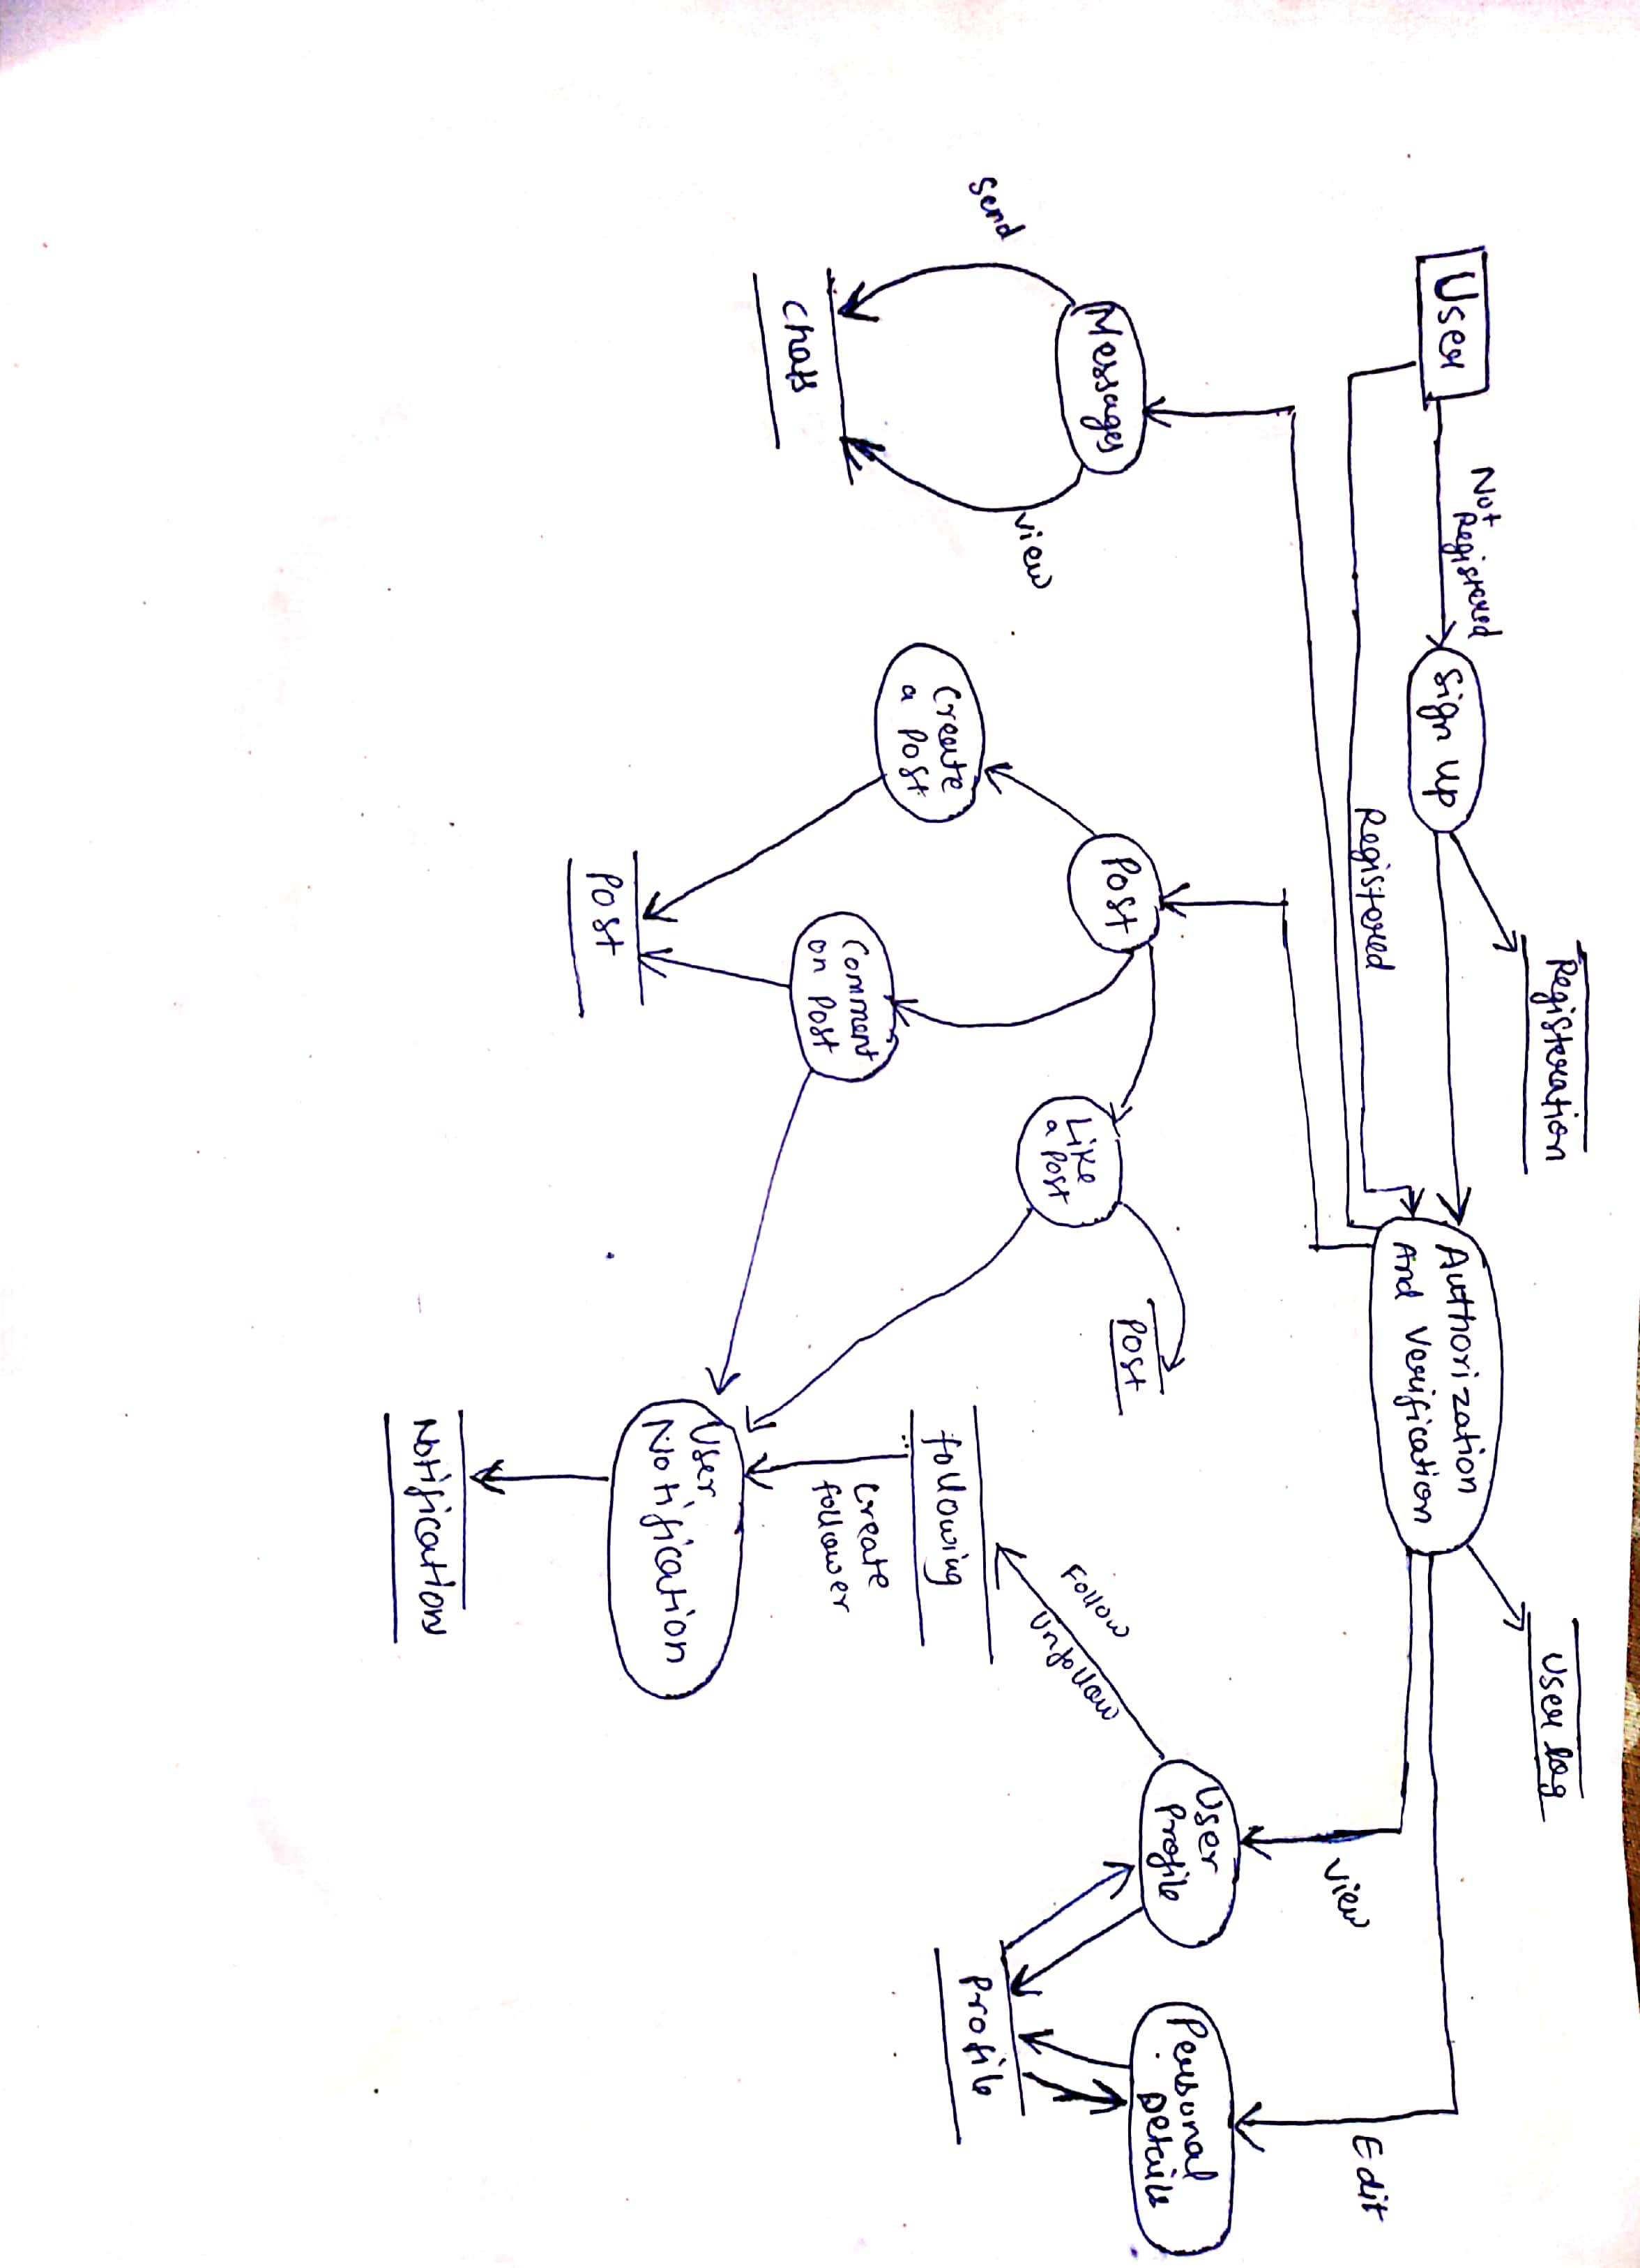 Registeration
User log
User
Not
Registered
Sign up
Authorization
And Verification
Registered
View
Edit
Send
Messages
View
Chats
Post
Create
a Post
Comment
on Post
Like
a Post
Post
Post
Follow
Unfollow
User
Profile
Personal
Details
Profile
following
Create
follower
User
Notification
Notification